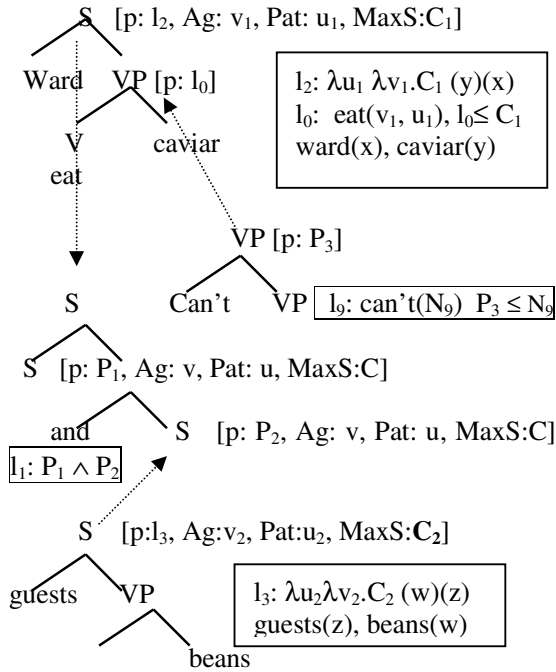 S [p: l₂, Ag: v₁, Pat: u₁, MaxS:C₁]
Ward VP [p: l₀]
l₂: λu₁ λv₁.C₁ (y)(x)
l₀: eat(v₁, u₁), l₀≤ C₁
ward(x), caviar(y)
V caviar
eat
VP [p: P₃]
S Can't VP l₉: can't(N₉) P₃ ≤ N₉
S [p: P₁, Ag: v, Pat: u, MaxS:C]
and S [p: P₂, Ag: v, Pat: u, MaxS:C]
l₁: P₁ ∧ P₂
S [p:l₃, Ag:v₂, Pat:u₂, MaxS:C₂]
guests VP
l₃: λu₂λv₂.C₂ (w)(z)
guests(z), beans(w)
beans